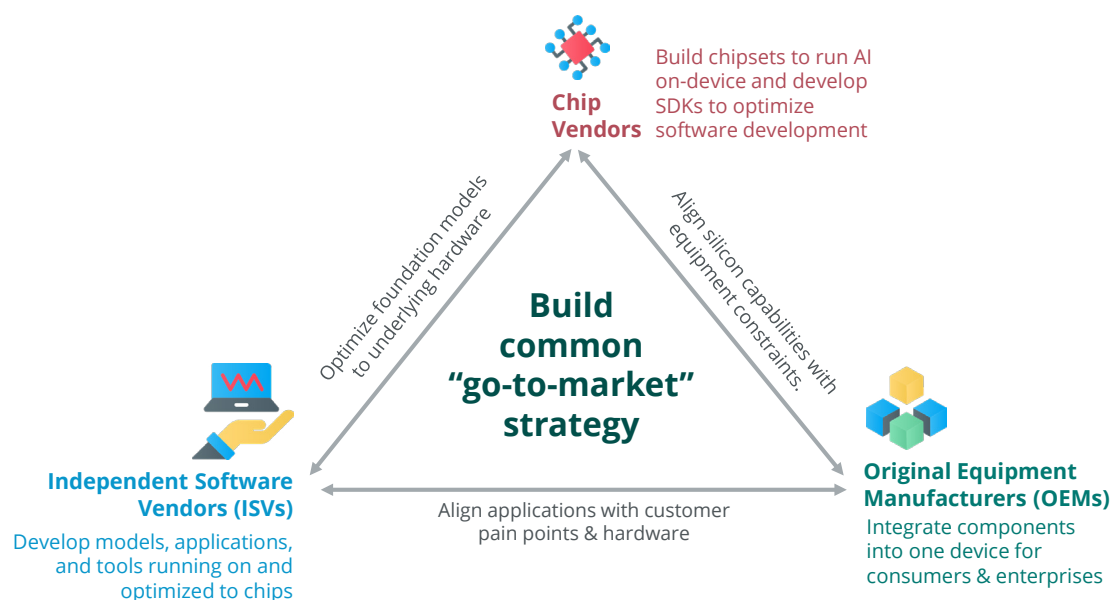 Chip
Vendors
Build chipsets to run AI
on-device and develop
SDKs to optimize
software development
Optimize foundation models
to underlying hardware
Align silicon capabilities with
equipment constraints.
Build
common
“go-to-market”
strategy
Independent Software
Vendors (ISVs)
Develop models, applications,
and tools running on and
optimized to chips
Align applications with customer
pain points & hardware
Original Equipment
Manufacturers (OEMs)
Integrate components
into one device for
consumers & enterprises